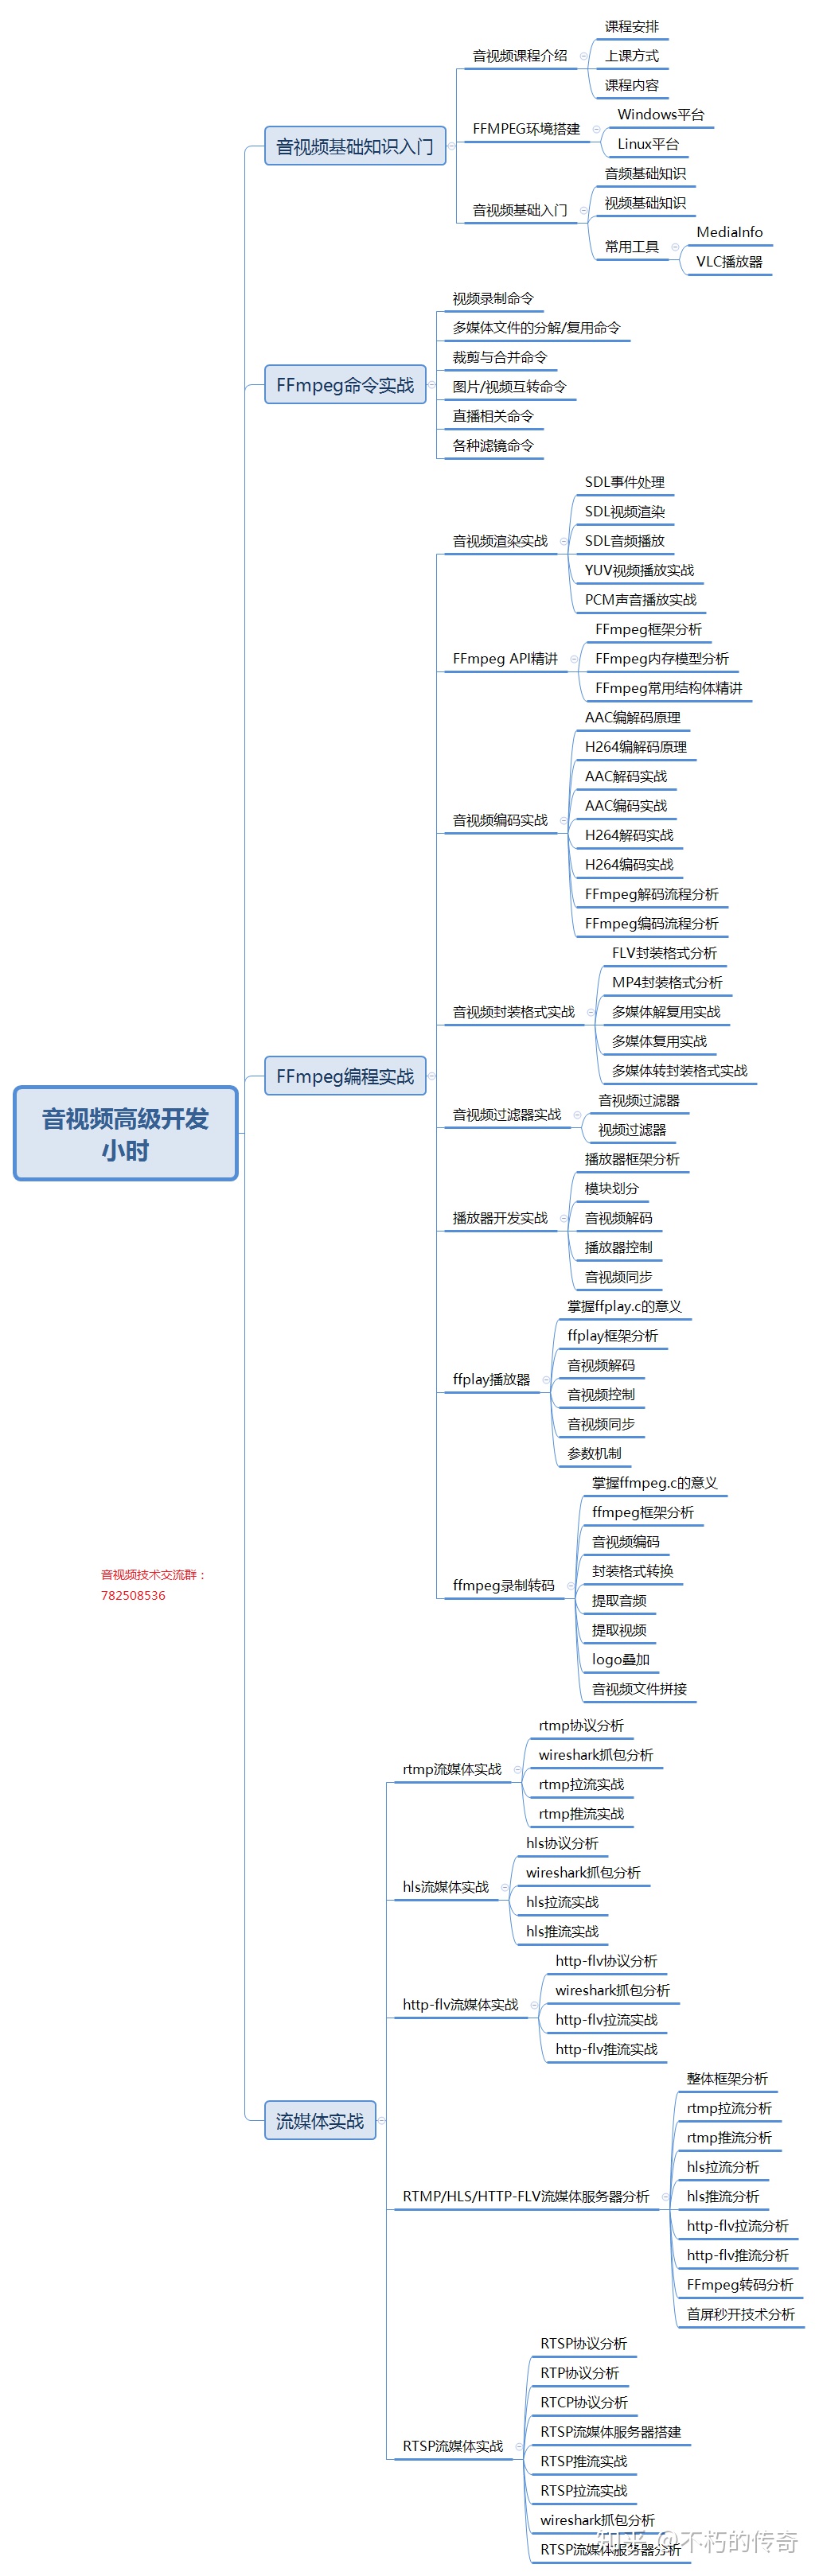 课程安排
音视频课程介绍
上课方式
课程内容
Windows平台
FFMPEG环境搭建
Linux平台
音视频基础知识入门
音频基础知识
视频基础知识
音视频基础入门
常用工具
MediaInfo
VLC播放器
视频录制命令
多媒体文件的分解/复用命令
裁剪与合并命令
FFmpeg命令实战
图片/视频互转命令
直播相关命令
各种滤镜命令
SDL事件处理
SDL视频渲染
音视频渲染实战
SDL音频播放
YUV视频播放实战
PCM声音播放实战
FFmpeg框架分析
FFmpeg API精讲
FFmpeg内存模型分析
FFmpeg常用结构体精讲
AAC编解码原理
H264编解码原理
AAC解码实战
AAC编码实战
音视频编码实战
H264解码实战
H264编码实战
FFmpeg解码流程分析
FFmpeg编码流程分析
FLV封装格式分析
MP4封装格式分析
音视频封装格式实战
多媒体解复用实战
多媒体复用实战
多媒体转封装格式实战
FFmpeg编程实战
音视频过滤器
音视频过滤器实战
视频过滤器
音视频高级开发
小时
播放器框架分析
模块划分
播放器开发实战
音视频解码
播放器控制
音视频同步
掌握ffplay.c的意义
ffplay框架分析
音视频解码
ffplay播放器
音视频控制
音视频同步
参数机制
掌握ffmpeg.c的意义
ffmpeg框架分析
音视频编码
封装格式转换
ffmpeg录制转码
提取音频
提取视频
logo叠加
音视频文件拼接
音视频技术交流群：
782508536
rtmp协议分析
wireshark抓包分析
rtmp流媒体实战
rtmp拉流实战
rtmp推流实战
hls协议分析
wireshark抓包分析
hls流媒体实战
hls拉流实战
hls推流实战
http-flv协议分析
wireshark抓包分析
http-flv流媒体实战
http-flv拉流实战
http-flv推流实战
流媒体实战
整体框架分析
rtmp拉流分析
rtmp推流分析
hls拉流分析
RTMP/HLS/HTTP-FLV流媒体服务器分析
hls推流分析
http-flv拉流分析
http-flv推流分析
FFmpeg转码分析
首屏秒开技术分析
RTSP协议分析
RTP协议分析
RTCP协议分析
RTSP流媒体服务器搭建
RTSP流媒体实战
RTSP推流实战
RTSP拉流实战
wireshark抓包分析
RTSP流媒体服务器分析
知乎 @不朽的传奇